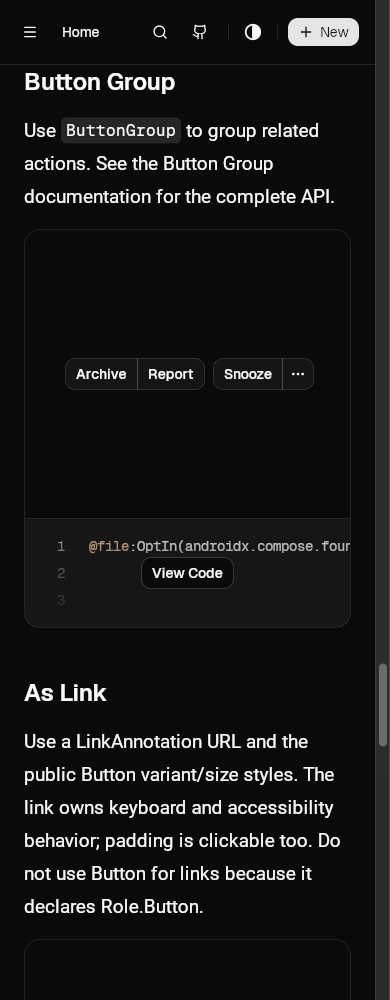 Home
New
Button Group
Use ButtonGroup to group related
actions. See the Button Group
documentation for the complete API.
Archive
Report
Snooze
1 @file:OptIn(androidx.compose.four
2
View Code
3
As Link
Use a LinkAnnotation URL and the
public Button variant/size styles. The
link owns keyboard and accessibility
behavior; padding is clickable too. Do
not use Button for links because it
declares Role.Button.